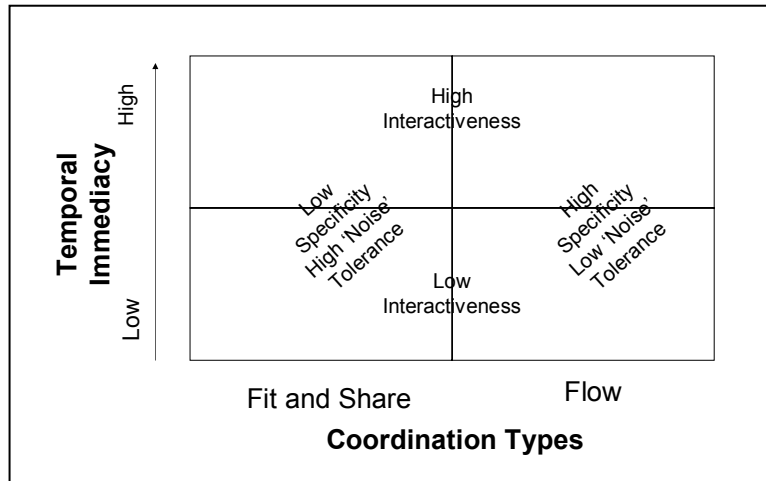 High
Interactiveness
High
Temporal
Immediacy
Low
Low
Specificity
High ‘Noise’
Tolerance
High
Specificity
Low ‘Noise’
Tolerance
Low
Interactiveness
Fit and Share
Flow
Coordination Types